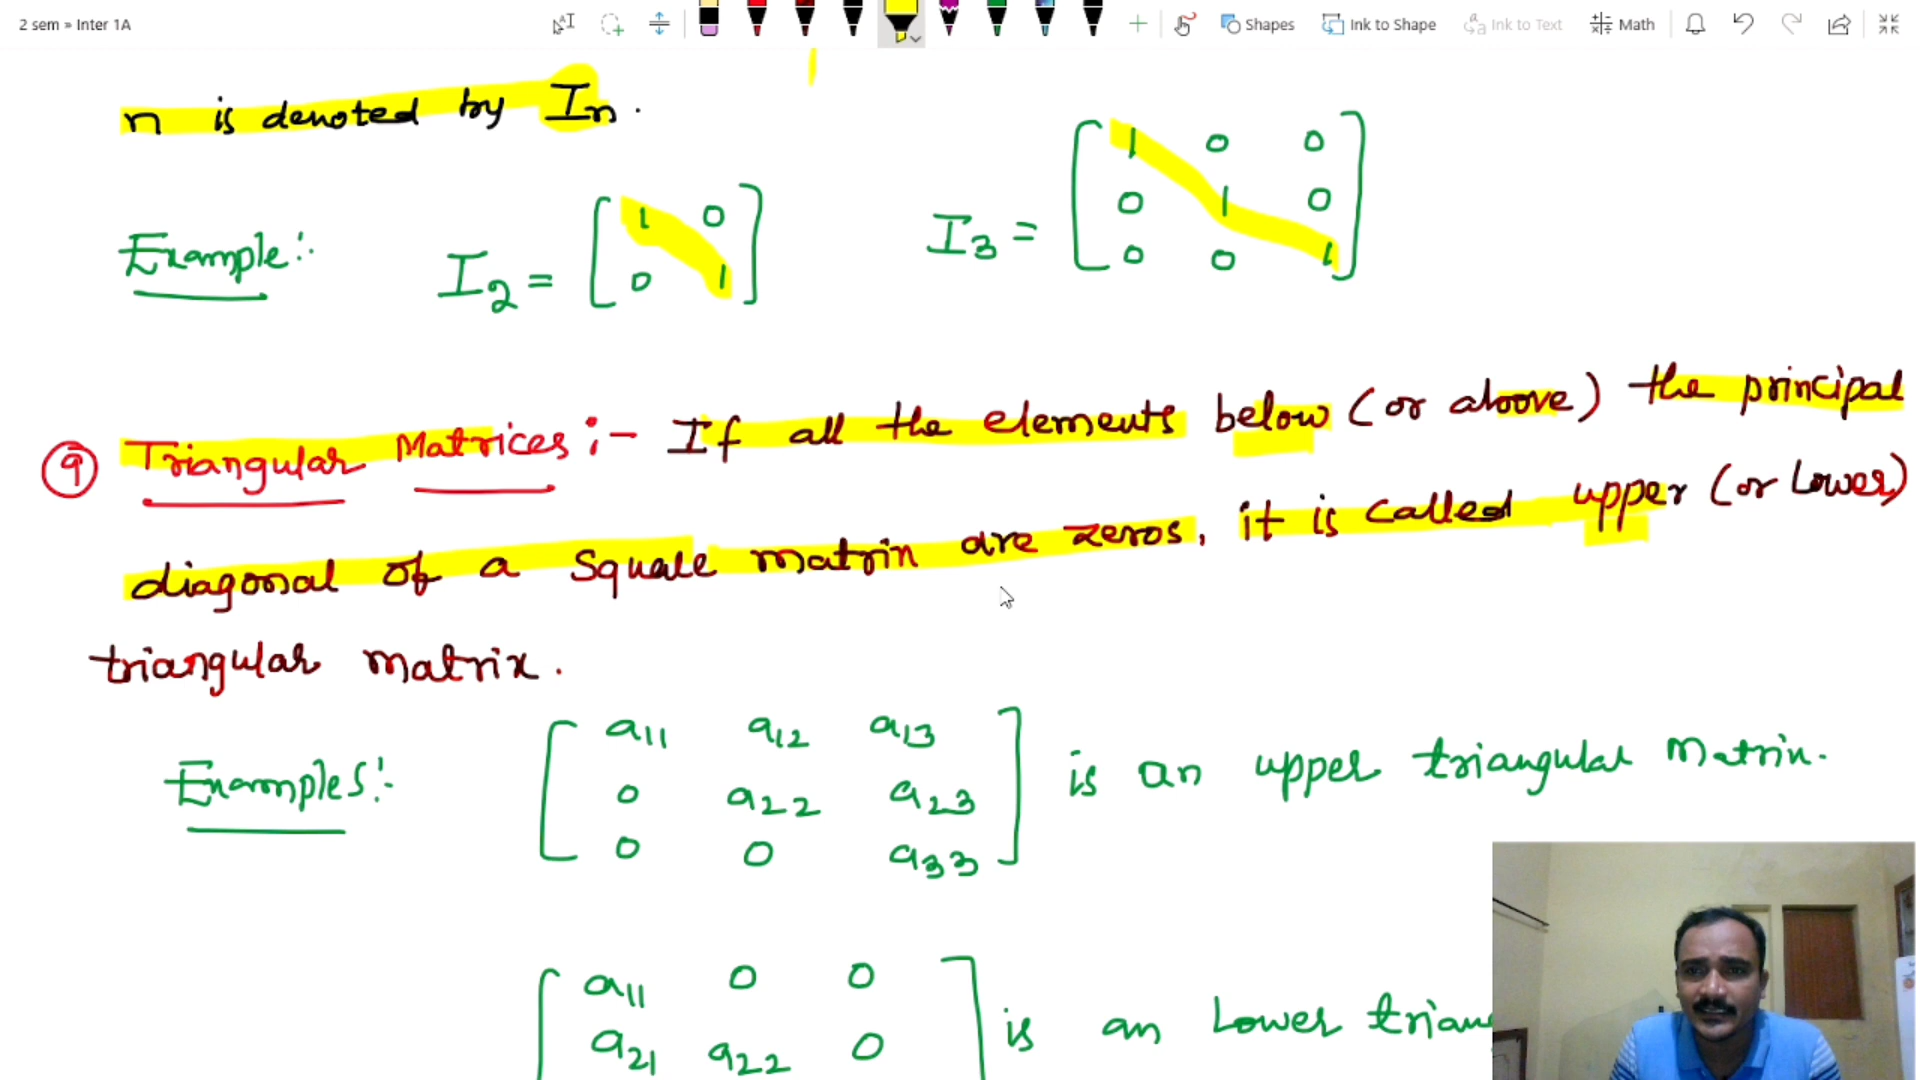 2 sem » Inter 1A
Shapes Ink to Shape Ink to Text Math
n is denoted by In.
Example:. I2 = [ 1 0 0 1 ] I3 = [ 1 0 0 0 1 0 0 0 1 ]
9 Triangular Matrices :- If all the elements below (or above) the principal
diagonal of a square matrix are zeros, it is called upper (or Lower)
triangular matrix.
Examples:- [ a11 a12 a13 is an upper triangular Matrix.
0 a22 a23
0 0 a33 ]
[ a11 0 0
a21 a22 0 ] is an Lower